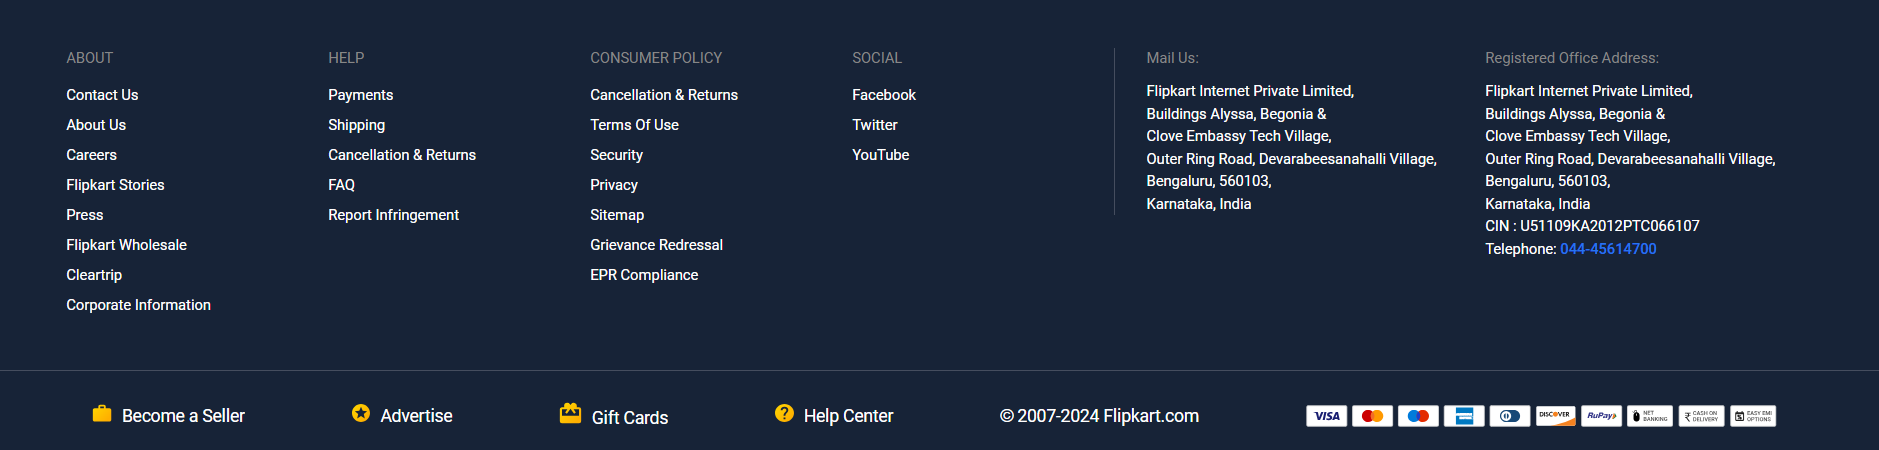 ABOUT
Contact Us
About Us
Careers
Flipkart Stories
Press
Flipkart Wholesale
Cleartrip
Corporate Information
HELP
Payments
Shipping
Cancellation & Returns
FAQ
Report Infringement
CONSUMER POLICY
Cancellation & Returns
Terms Of Use
Security
Privacy
Sitemap
Grievance Redressal
EPR Compliance
SOCIAL
Facebook
Twitter
YouTube
Mail Us:
Flipkart Internet Private Limited,
Buildings Alyssa, Begonia &
Clove Embassy Tech Village,
Outer Ring Road, Devarabeesanahalli Village,
Bengaluru, 560103,
Karnataka, India
Registered Office Address:
Flipkart Internet Private Limited,
Buildings Alyssa, Begonia &
Clove Embassy Tech Village,
Outer Ring Road, Devarabeesanahalli Village,
Bengaluru, 560103,
Karnataka, India
CIN : U51109KA2012PTC066107
Telephone: 044-45614700
Become a Seller
Advertise
Gift Cards
Help Center
© 2007-2024 Flipkart.com
VISA
DISCOVER
RuPay
NET
BANKING
CASH ON
DELIVERY
EASY EMI
OPTIONS